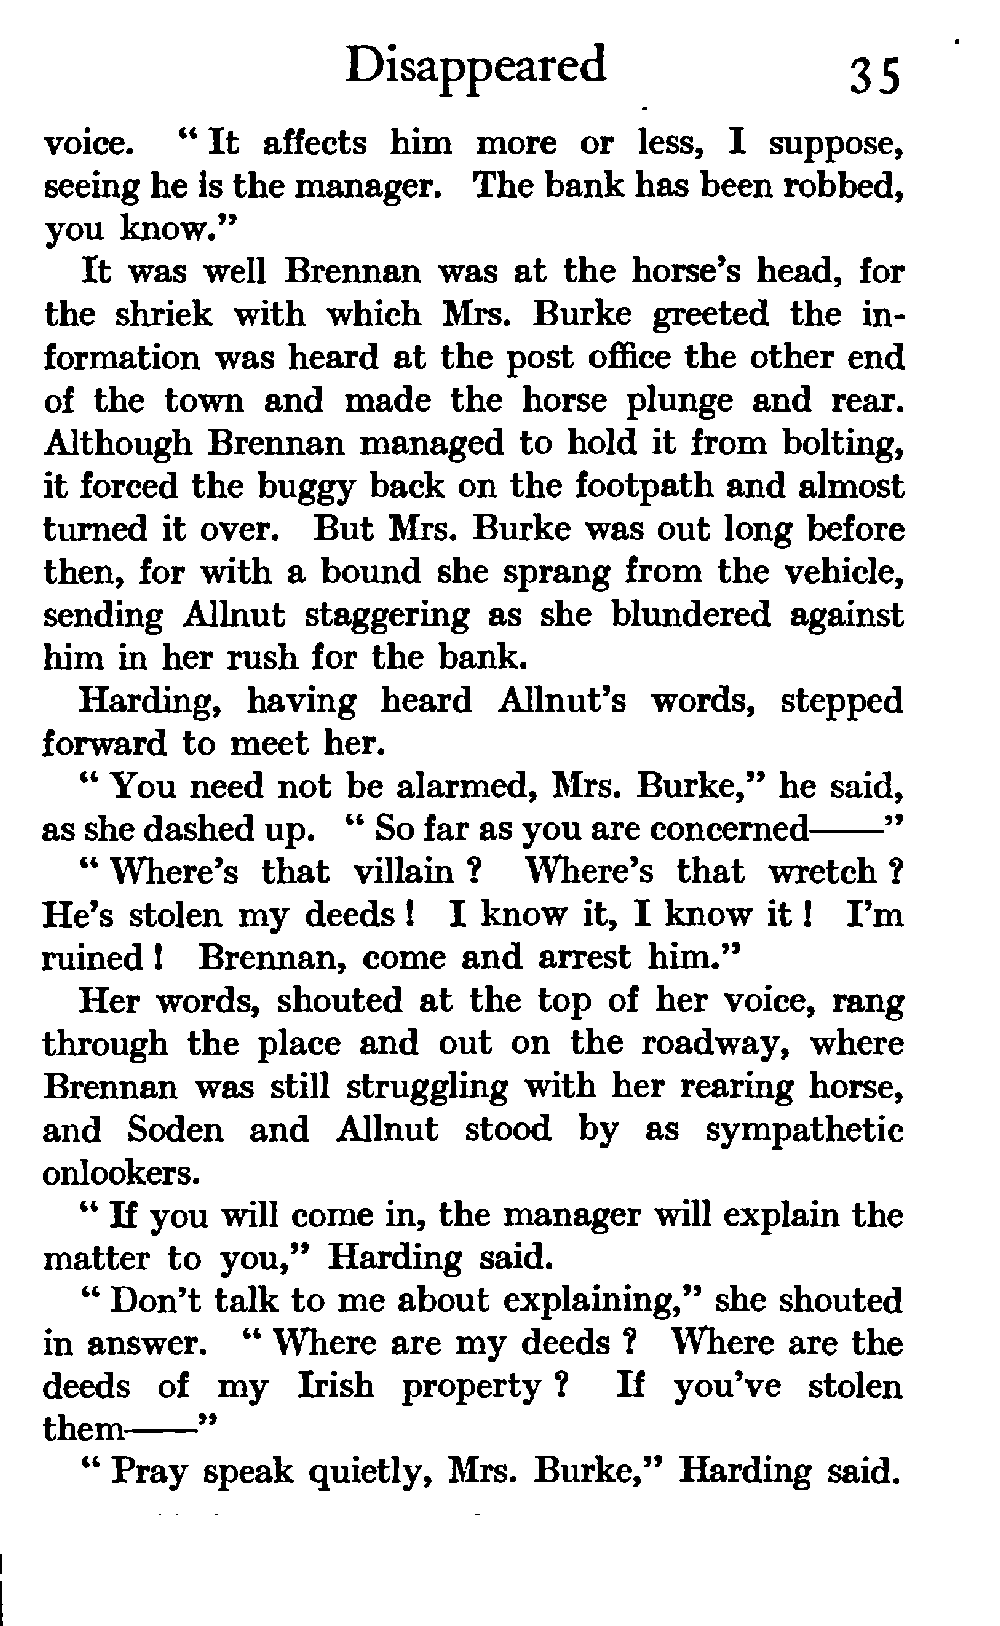 Disappeared 35
voice. " It affects him more or less, I suppose,
seeing he is the manager. The bank has been robbed,
you know."
It was well Brennan was at the horse's head, for
the shriek with which Mrs. Burke greeted the in-
formation was heard at the post office the other end
of the town and made the horse plunge and rear.
Although Brennan managed to hold it from bolting,
it forced the buggy back on the footpath and almost
turned it over. But Mrs. Burke was out long before
then, for with a bound she sprang from the vehicle,
sending Allnut staggering as she blundered against
him in her rush for the bank.
Harding, having heard Allnut's words, stepped
forward to meet her.
" You need not be alarmed, Mrs. Burke," he said,
as she dashed up. " So far as you are concerned——"
" Where's that villain ? Where's that wretch ?
He's stolen my deeds ! I know it, I know it ! I'm
ruined ! Brennan, come and arrest him."
Her words, shouted at the top of her voice, rang
through the place and out on the roadway, where
Brennan was still struggling with her rearing horse,
and Soden and Allnut stood by as sympathetic
onlookers.
" If you will come in, the manager will explain the
matter to you," Harding said.
" Don't talk to me about explaining," she shouted
in answer. " Where are my deeds ? Where are the
deeds of my Irish property ? If you've stolen
them——"
" Pray speak quietly, Mrs. Burke," Harding said.